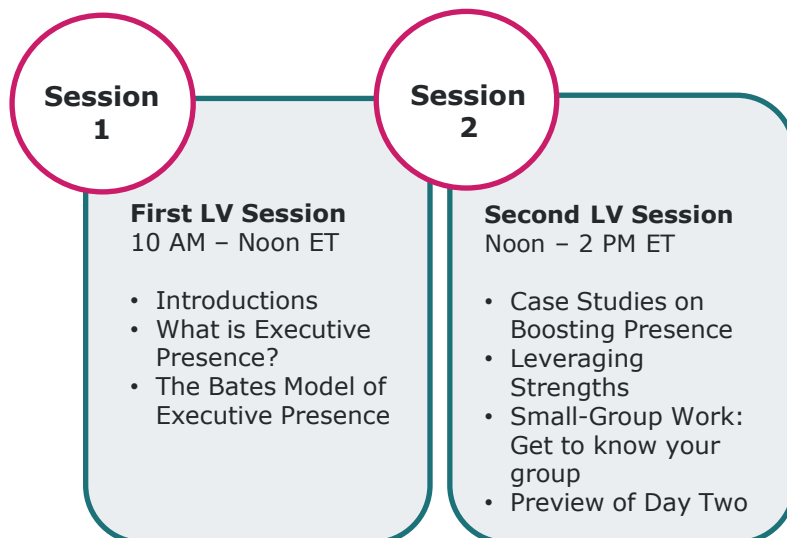 Session
1
First LV Session
10 AM – Noon ET
• Introductions
• What is Executive
Presence?
• The Bates Model of
Executive Presence
Session
2
Second LV Session
Noon – 2 PM ET
• Case Studies on
Boosting Presence
• Leveraging
Strengths
• Small-Group Work:
Get to know your
group
• Preview of Day Two